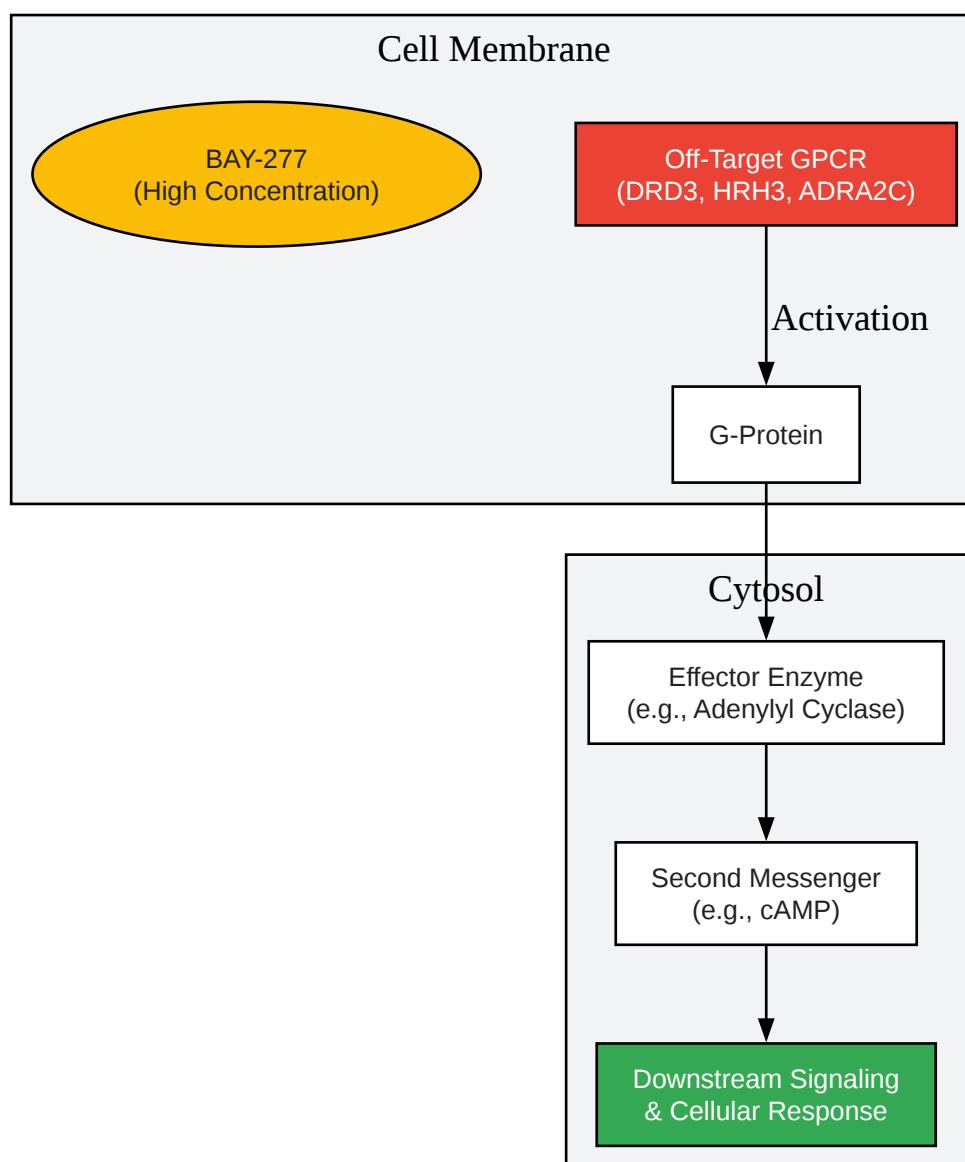 Cell Membrane
BAY-277
(High Concentration)
Off-Target GPCR
(DRD3, HRH3, ADRA2C)
Activation
G-Protein
Cytosol
Effector Enzyme
(e.g., Adenylyl Cyclase)
Second Messenger
(e.g., cAMP)
Downstream Signaling
& Cellular Response